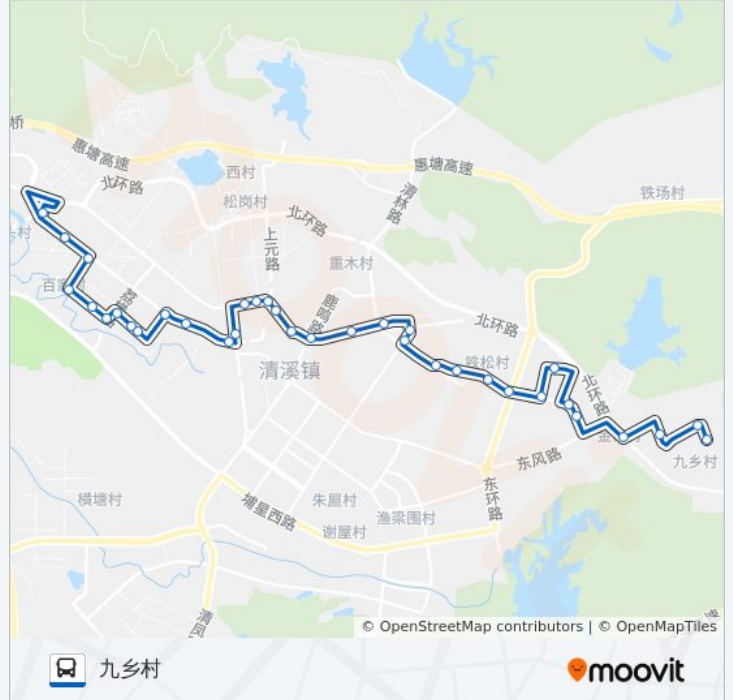 桥
惠塘高速
北环路
西村
松岗村
惠塘高速
清林路
铁场村
北环路
上元路
重木村
百家
鹿鸣路
北环路
铁松村
清溪镇
北环路
九乡村
东风路
东环路
横塘村
朱屋村
渔梁围村
埔星西路
谢屋村
清凤
© OpenStreetMap contributors | © OpenMapTiles
九乡村
moovit